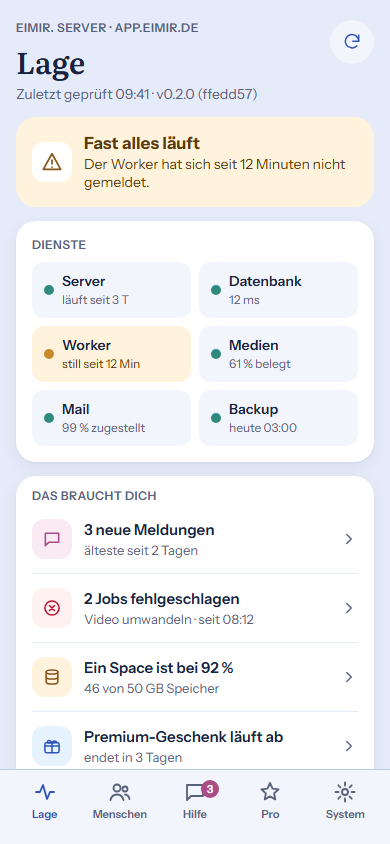 EIMIR. SERVER · APP.EIMIR.DE
Lage
Zuletzt geprüft 09:41 · v0.2.0 (ffedd57)
Fast alles läuft
Der Worker hat sich seit 12 Minuten nicht
gemeldet.
DIENSTE
Server
läuft seit 3 T
Datenbank
12 ms
Worker
still seit 12 Min
Medien
61 % belegt
Mail
99 % zugestellt
Backup
heute 03:00
DAS BRAUCHT DICH
3 neue Meldungen
älteste seit 2 Tagen
2 Jobs fehlgeschlagen
Video umwandeln · seit 08:12
Ein Space ist bei 92 %
46 von 50 GB Speicher
Premium-Geschenk läuft ab
endet in 3 Tagen
3
Lage
Menschen
Hilfe
Pro
System